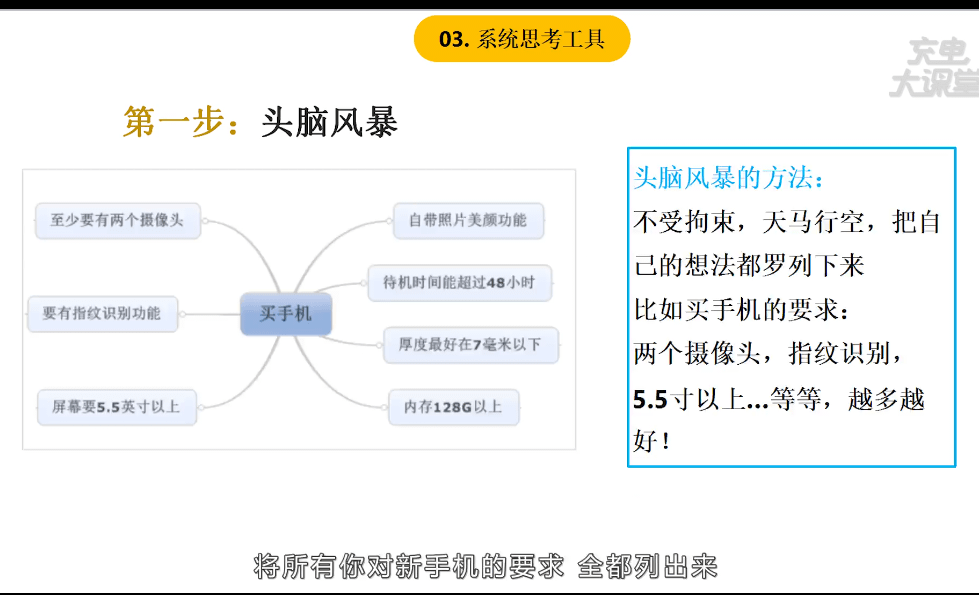 03. 系统思考工具
充电
大课堂
第一步：头脑风暴
至少要有两个摄像头
要有指纹识别功能
屏幕要5.5英寸以上
买手机
自带照片美颜功能
待机时间能超过48小时
厚度最好在7毫米以下
内存128G以上
头脑风暴的方法：
不受拘束，天马行空，把自
己的想法都罗列下来
比如买手机的要求：
两个摄像头，指纹识别，
5.5寸以上...等等，越多越
好！
将所有你对新手机的要求 全都列出来